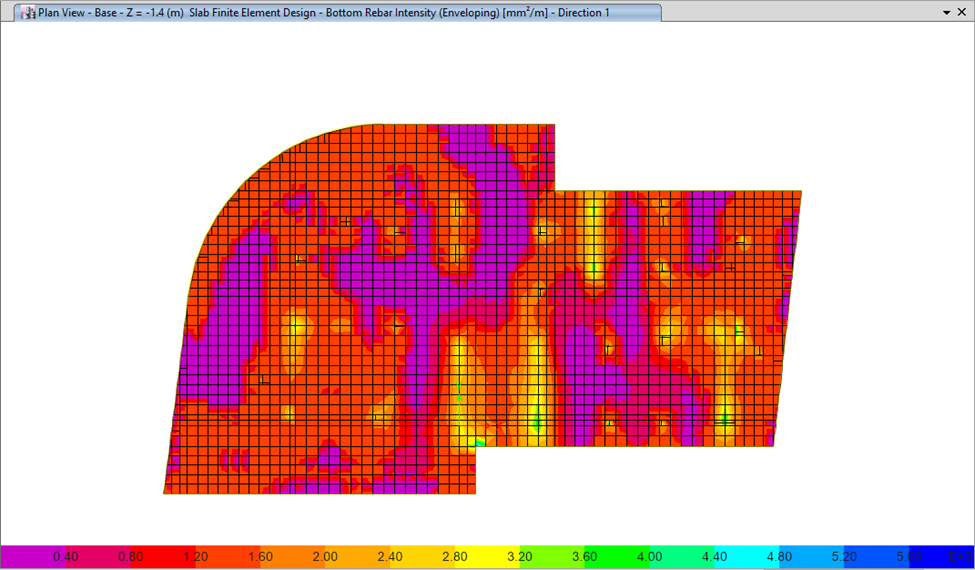 Plan View - Base - Z = -1.4 (m) Slab Finite Element Design - Bottom Rebar Intensity (Enveloping) [mm²/m] - Direction 1
0.40 0.80 1.20 1.60 2.00 2.40 2.80 3.20 3.60 4.00 4.40 4.80 5.20